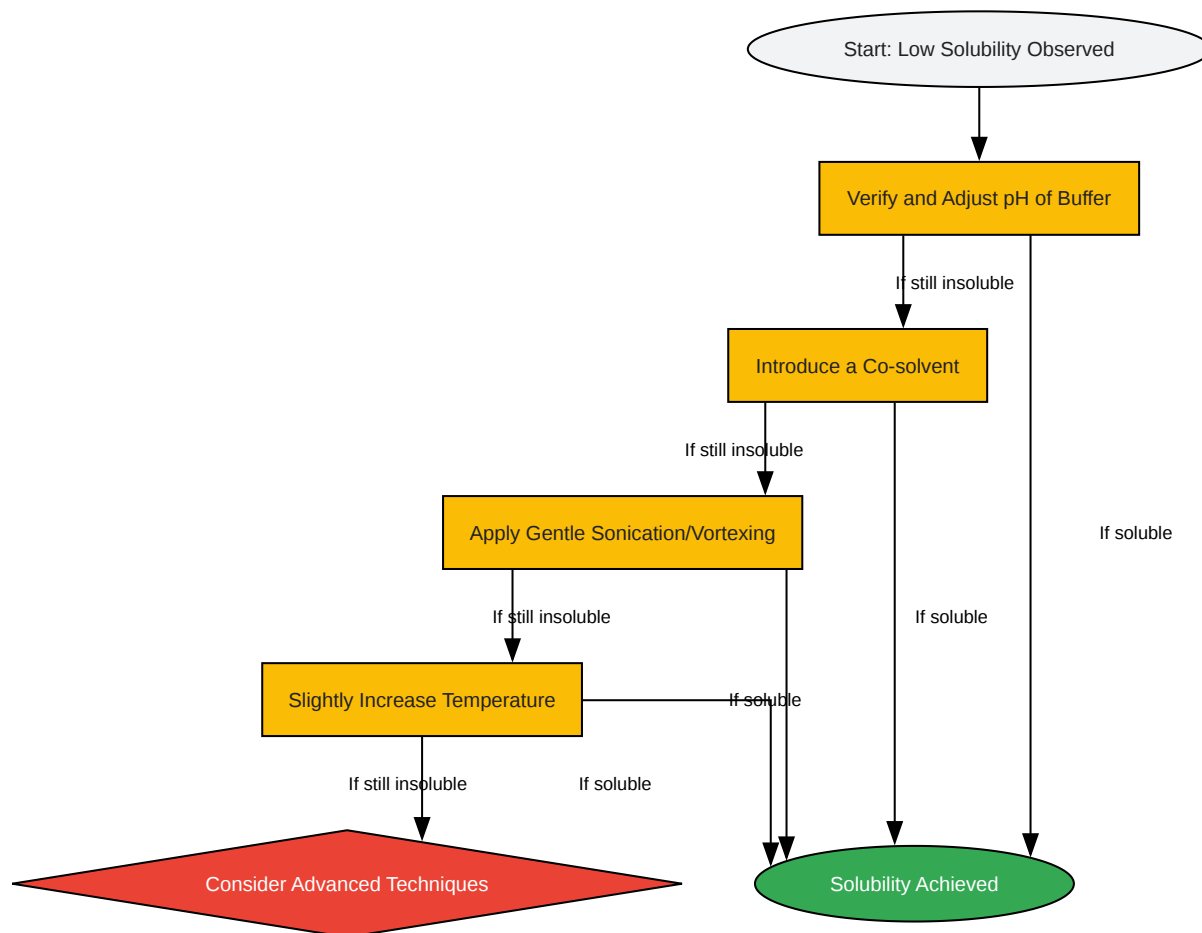 Start: Low Solubility Observed
Verify and Adjust pH of Buffer
If still insoluble
Introduce a Co-solvent
If still insoluble
Apply Gentle Sonication/Vortexing
If soluble
If still insoluble
If soluble
Slightly Increase Temperature
If soluble
If still insoluble
If soluble
Consider Advanced Techniques
Solubility Achieved